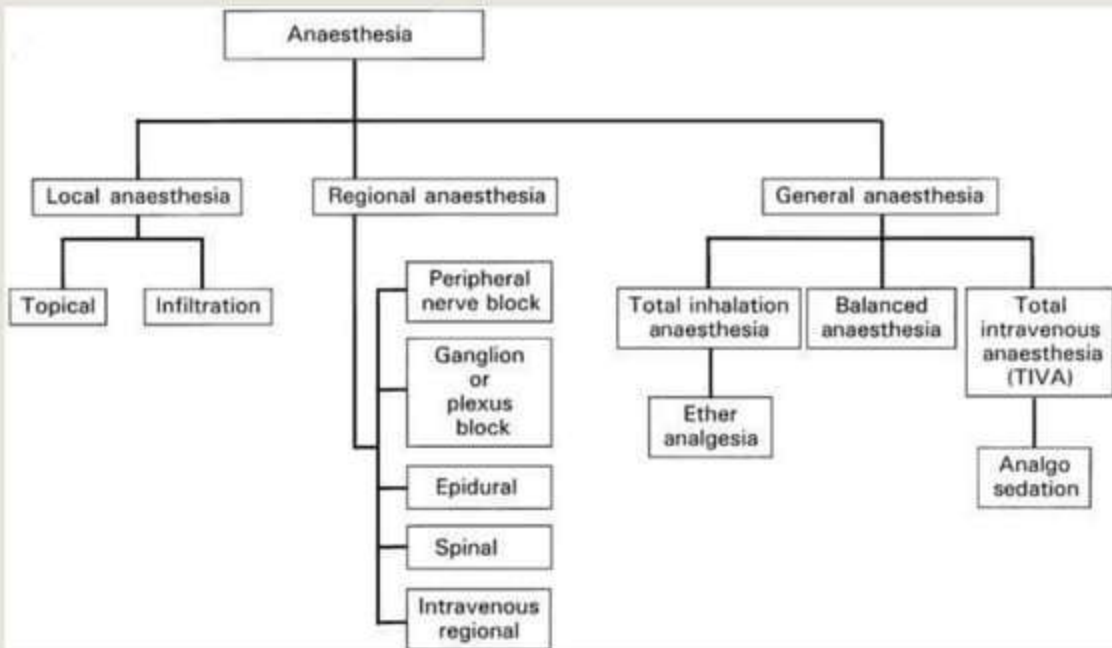 Anaesthesia
Local anaesthesia
Regional anaesthesia
General anaesthesia
Topical
Infiltration
Peripheral
nerve block
Ganglion
or
plexus
block
Epidural
Spinal
Intravenous
regional
Total inhalation
anaesthesia
Balanced
anaesthesia
Total
intravenous
anaesthesia
(TIVA)
Ether
analgesia
Analgo
sedation